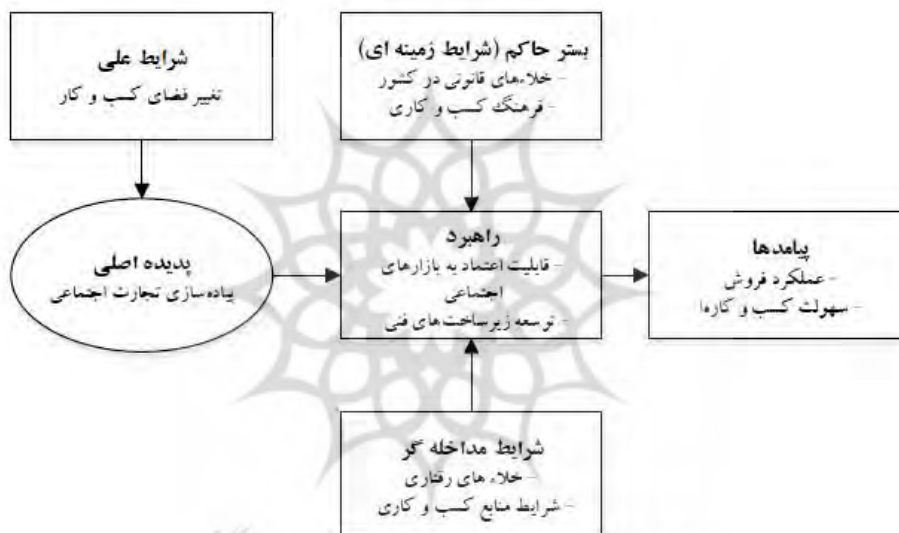 شرایط علی
تغییر فضای کسب و کار
بستر حاکم (شرایط زمینه ای)
- خلاءهای قانونی در کشور
- فرهنگ کسب و کاری
پدیده اصلی
پیاده‌سازی تجارت اجتماعی
راهبرد
- قابلیت اعتماد به بازارهای
اجتماعی
- توسعه زیرساخت‌های فنی
پیامدها
- عملکرد فروش
- سهولت کسب و کارها
شرایط مداخله گر
- خلاء های رفتاری
- شرایط منابع کسب و کاری